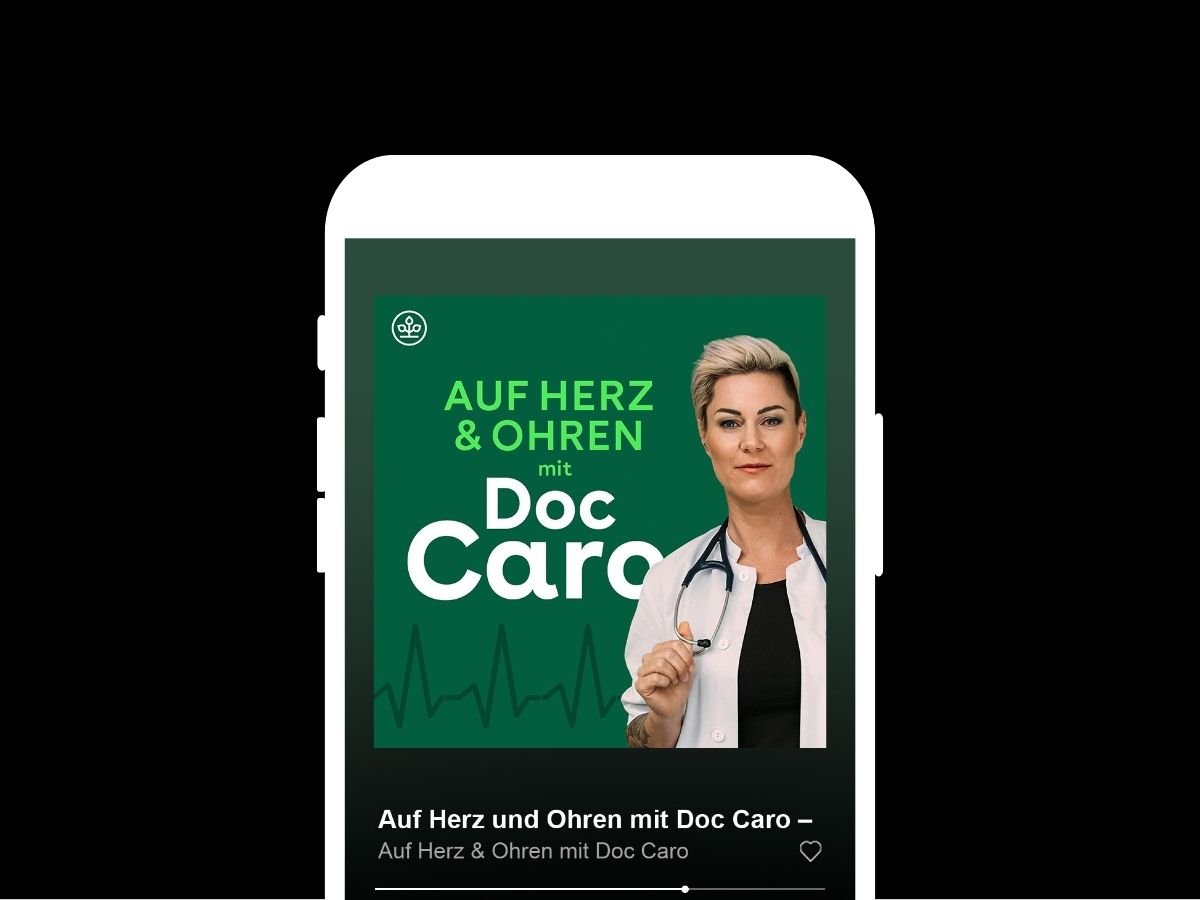 AUF HERZ
& OHREN
mit
Doc
Caro
Auf Herz und Ohren mit Doc Caro –
Auf Herz & Ohren mit Doc Caro